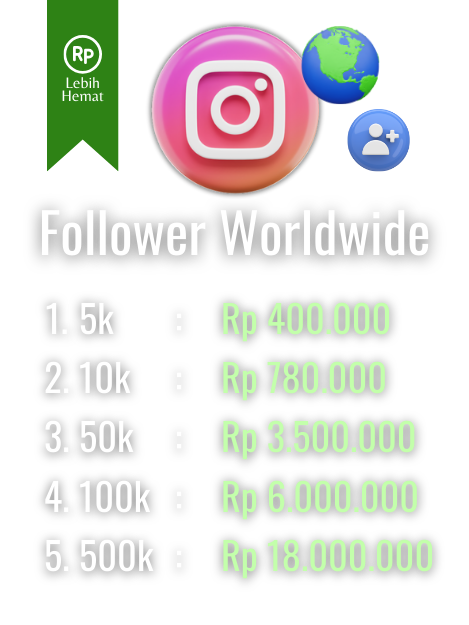 Rp
Lebih
Hemat
Follower Worldwide
1. 5k : Rp 400.000
2. 10k : Rp 780.000
3. 50k : Rp 3.500.000
4. 100k : Rp 6.000.000
5. 500k : Rp 18.000.000